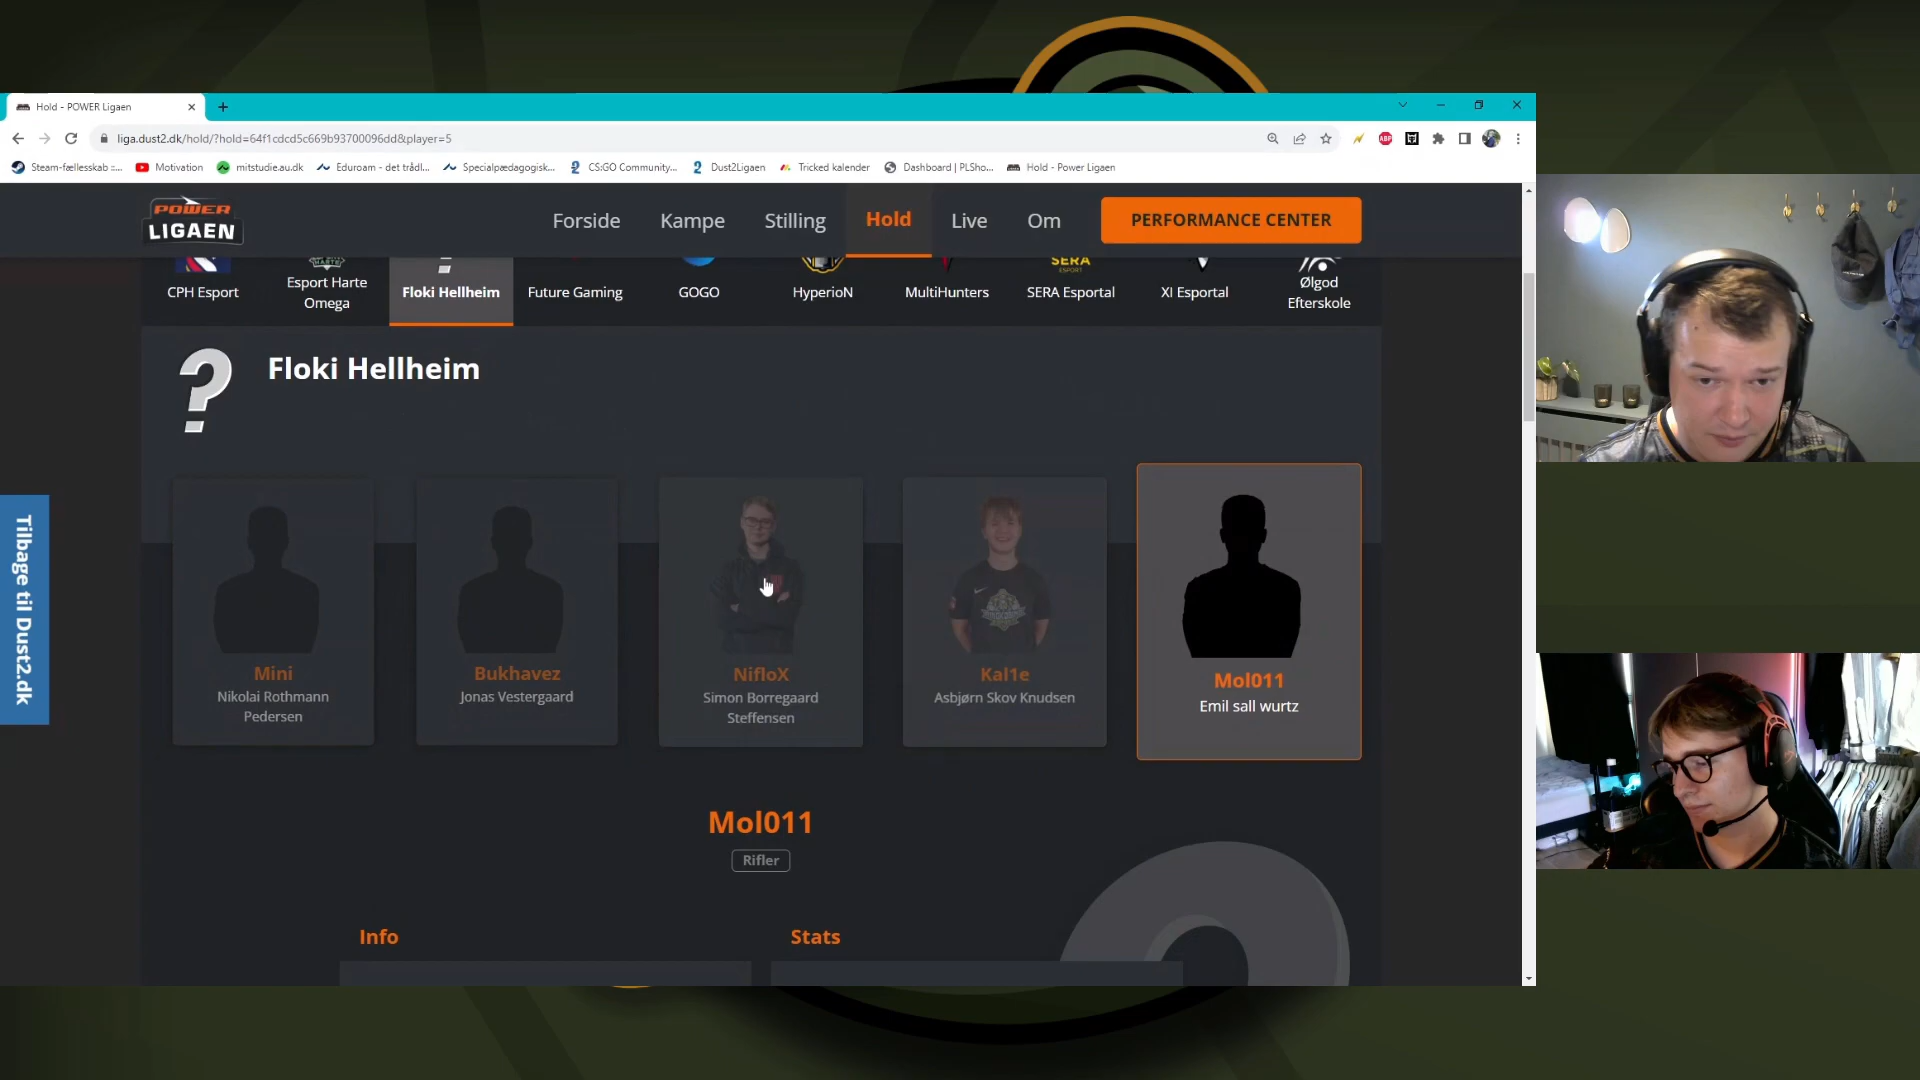 Hold - POWER Ligaen
liga.dust2.dk/hold/?hold=64f1cdcd5c669b93700096dd&player=5
Steam-fællesskab ::...
Motivation
mitstudie.au.dk
Eduroam - det trådl...
Specialpædagogisk...
CS:GO Community...
Dust2Ligaen
Tricked kalender
Dashboard | PLSho...
Hold - Power Ligaen
POWER
LIGAEN
Forside
Kampe
Stilling
Hold
Live
Om
PERFORMANCE CENTER
CPH Esport
Esport Harte
Omega
Floki Hellheim
Future Gaming
GOGO
HyperioN
MultiHunters
SERA
ESPORT
SERA Esportal
XI Esportal
Ølgod
Efterskole
? Floki Hellheim
Mini
Nikolai Rothmann
Pedersen
Bukhavez
Jonas Vestergaard
NifloX
Simon Borregaard
Steffensen
Kal1e
Asbjørn Skov Knudsen
Mol011
Emil sall wurtz
Tilbage til Dust2.dk
Mol011
Rifler
Info
Stats